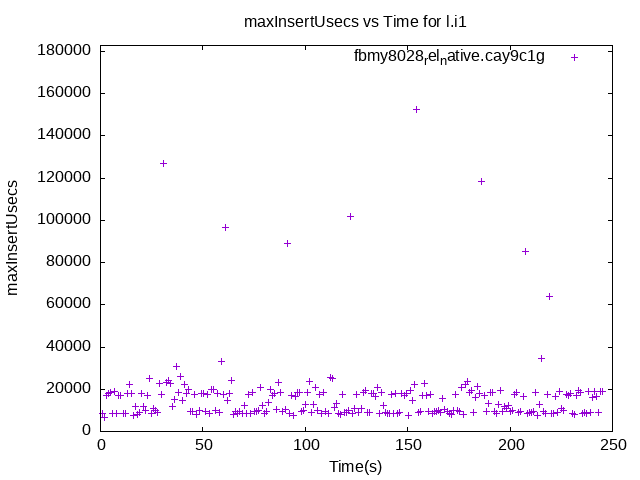 maxInsertUsecs vs Time for l.i1
fbmy8028relnative.cay9c1g
180000
160000
140000
120000
100000
80000
60000
40000
20000
0
maxInsertUsecs
0 50 100 150 200 250
Time(s)